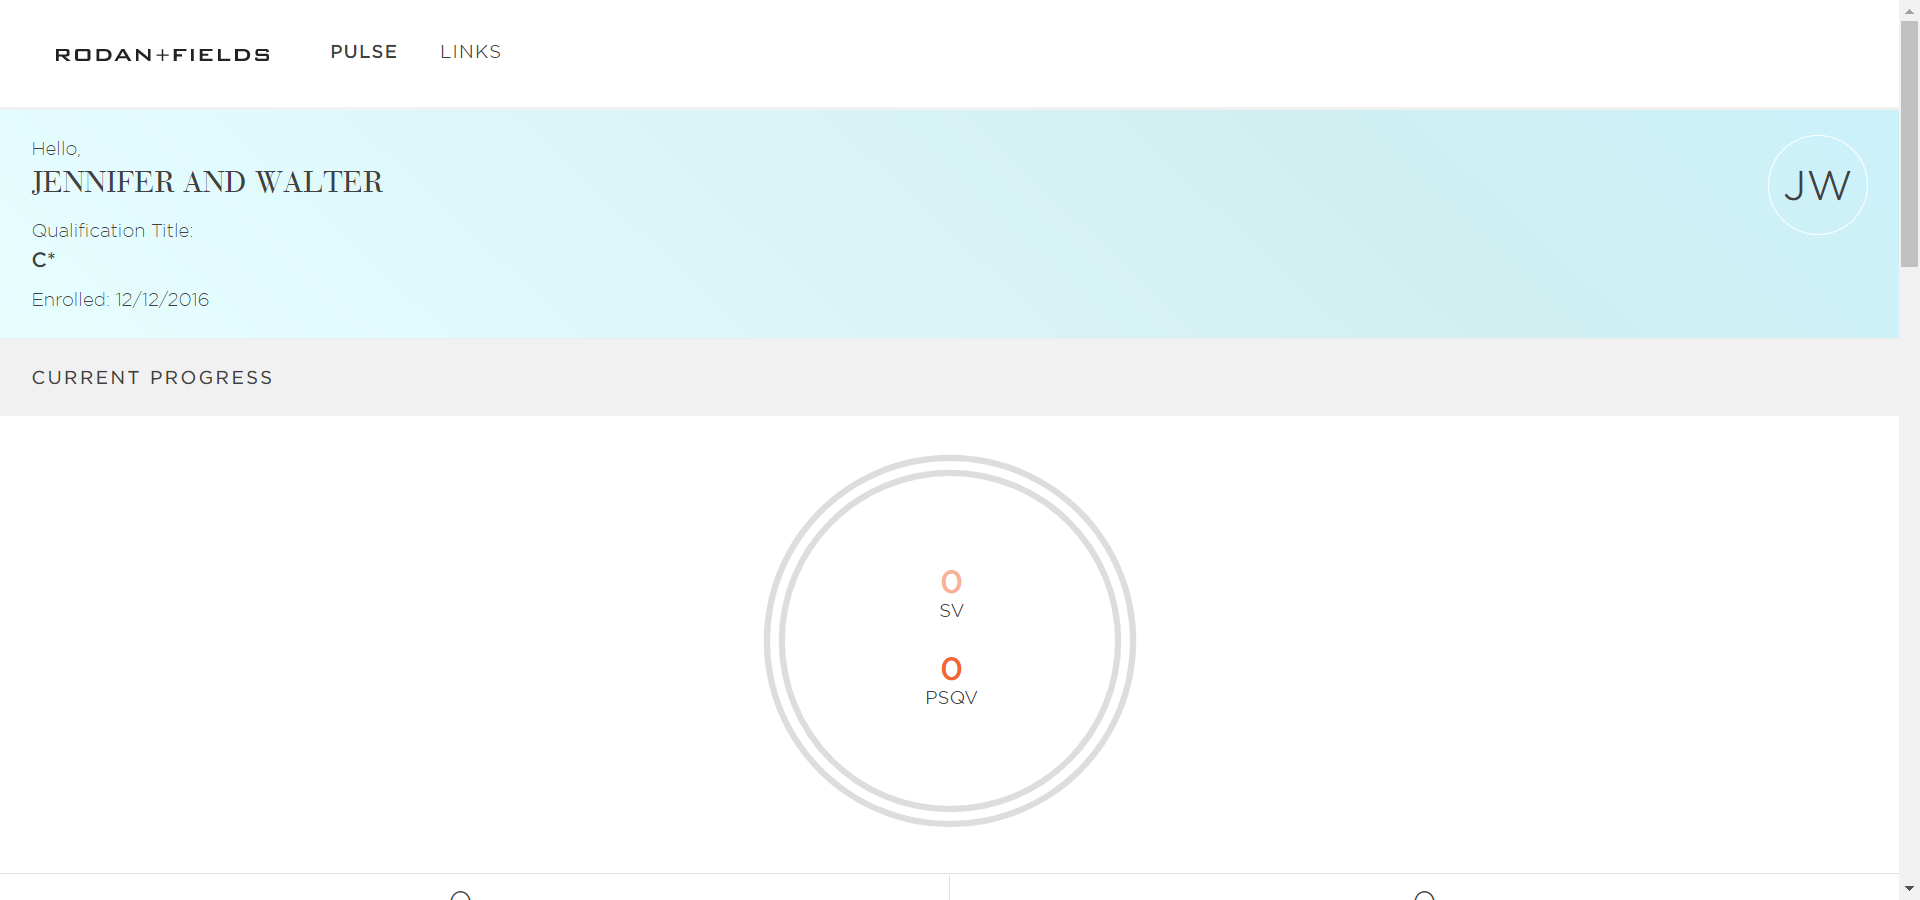 RODAN+FIELDS PULSE LINKS
Hello,
JENNIFER AND WALTER
JW
Qualification Title:
C*
Enrolled: 12/12/2016
CURRENT PROGRESS
0
SV
0
PSQV